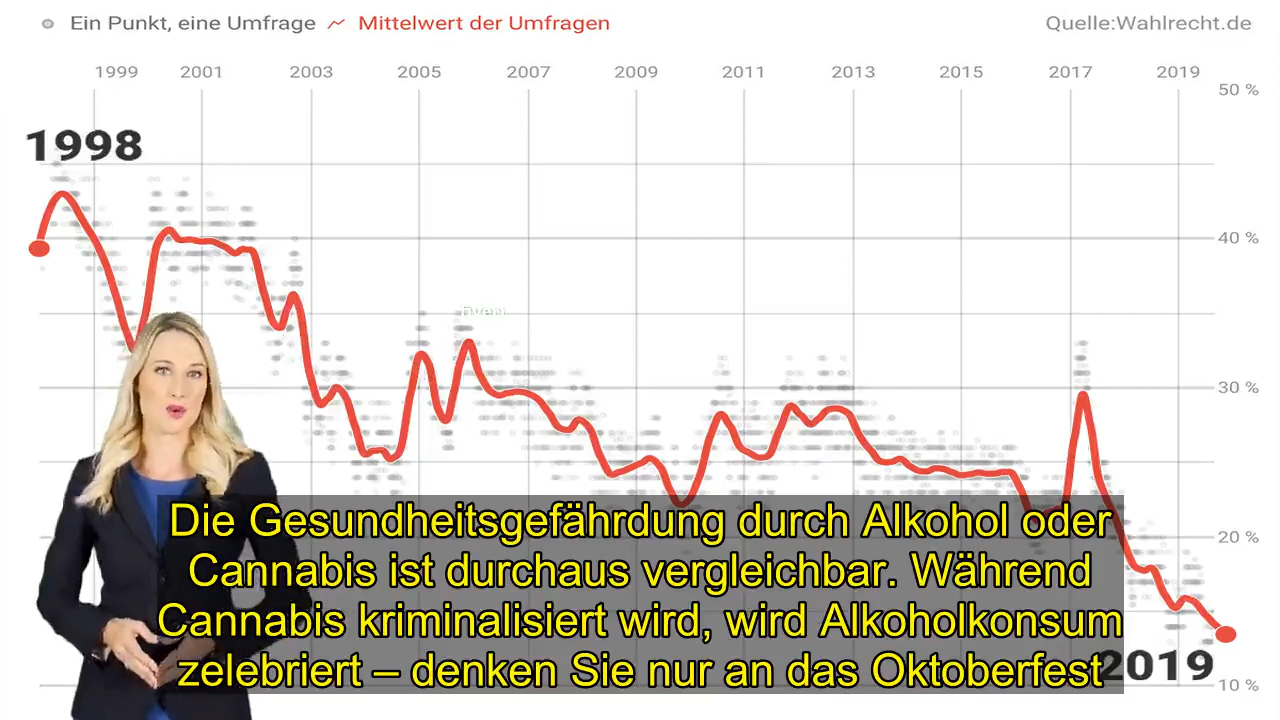 Ein Punkt, eine Umfrage Mittelwert der Umfragen Quelle:Wahlrecht.de
1999 2001 2003 2005 2007 2009 2011 2013 2015 2017 2019
50 %
1998
40 %
30 %
20 %
Die Gesundheitsgefährdung durch Alkohol oder
Cannabis ist durchaus vergleichbar. Während
Cannabis kriminalisiert wird, wird Alkoholkonsum
zelebriert – denken Sie nur an das Oktoberfest
2019
10 %